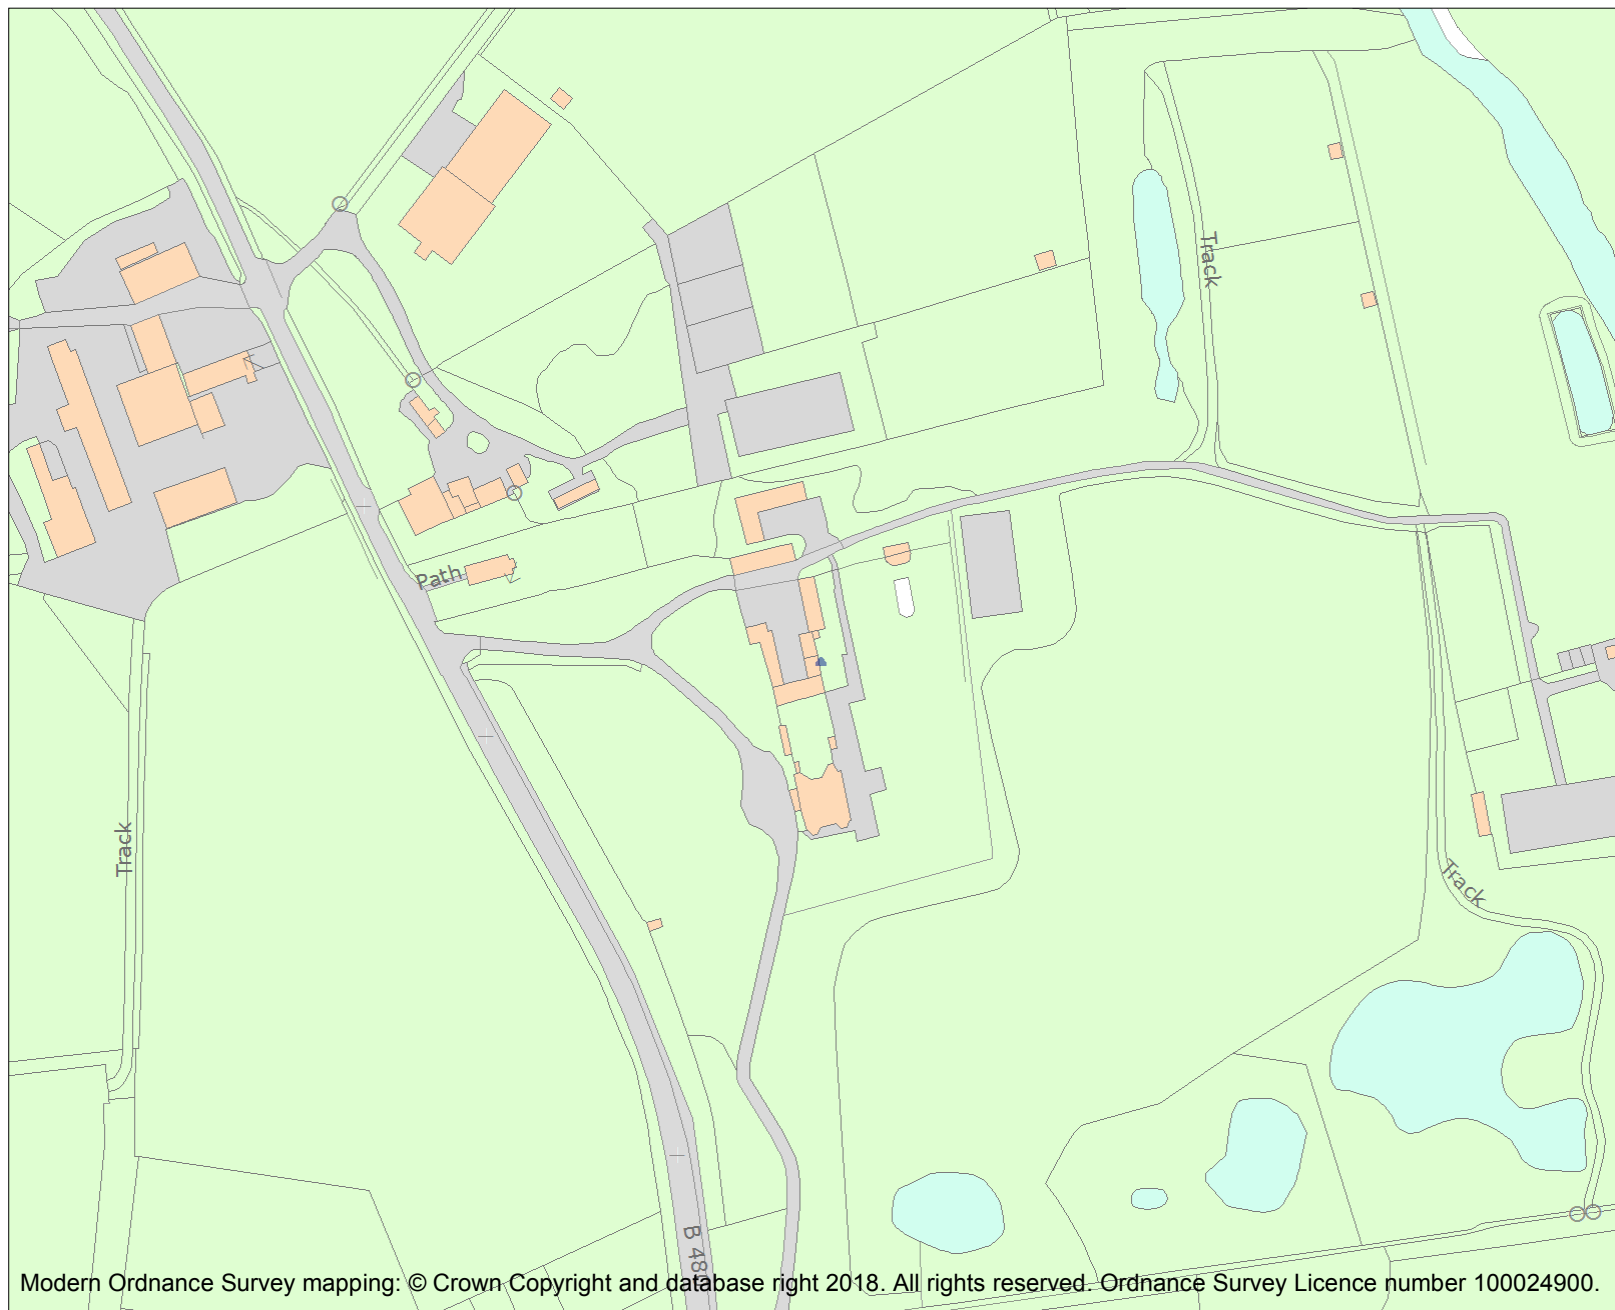 Track
Path
Track
Track
B 48
Modern Ordnance Survey mapping: © Crown Copyright and database right 2018. All rights reserved. Ordnance Survey Licence number 100024900.